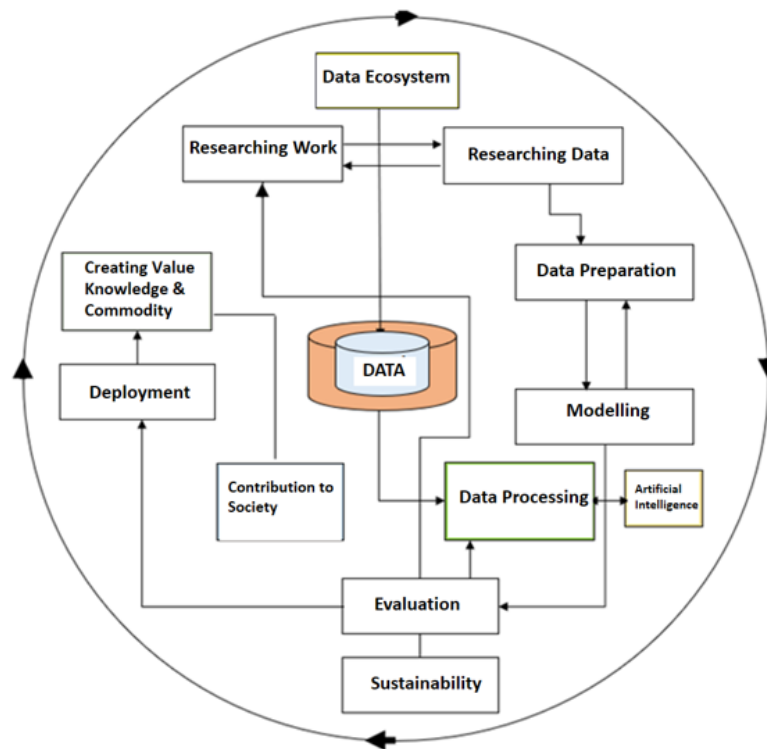 Data Ecosystem
Researching Work
Researching Data
Creating Value
Knowledge &
Commodity
Data Preparation
DATA
Deployment
Modelling
Contribution to
Society
Data Processing
Artificial
Intelligence
Evaluation
Sustainability